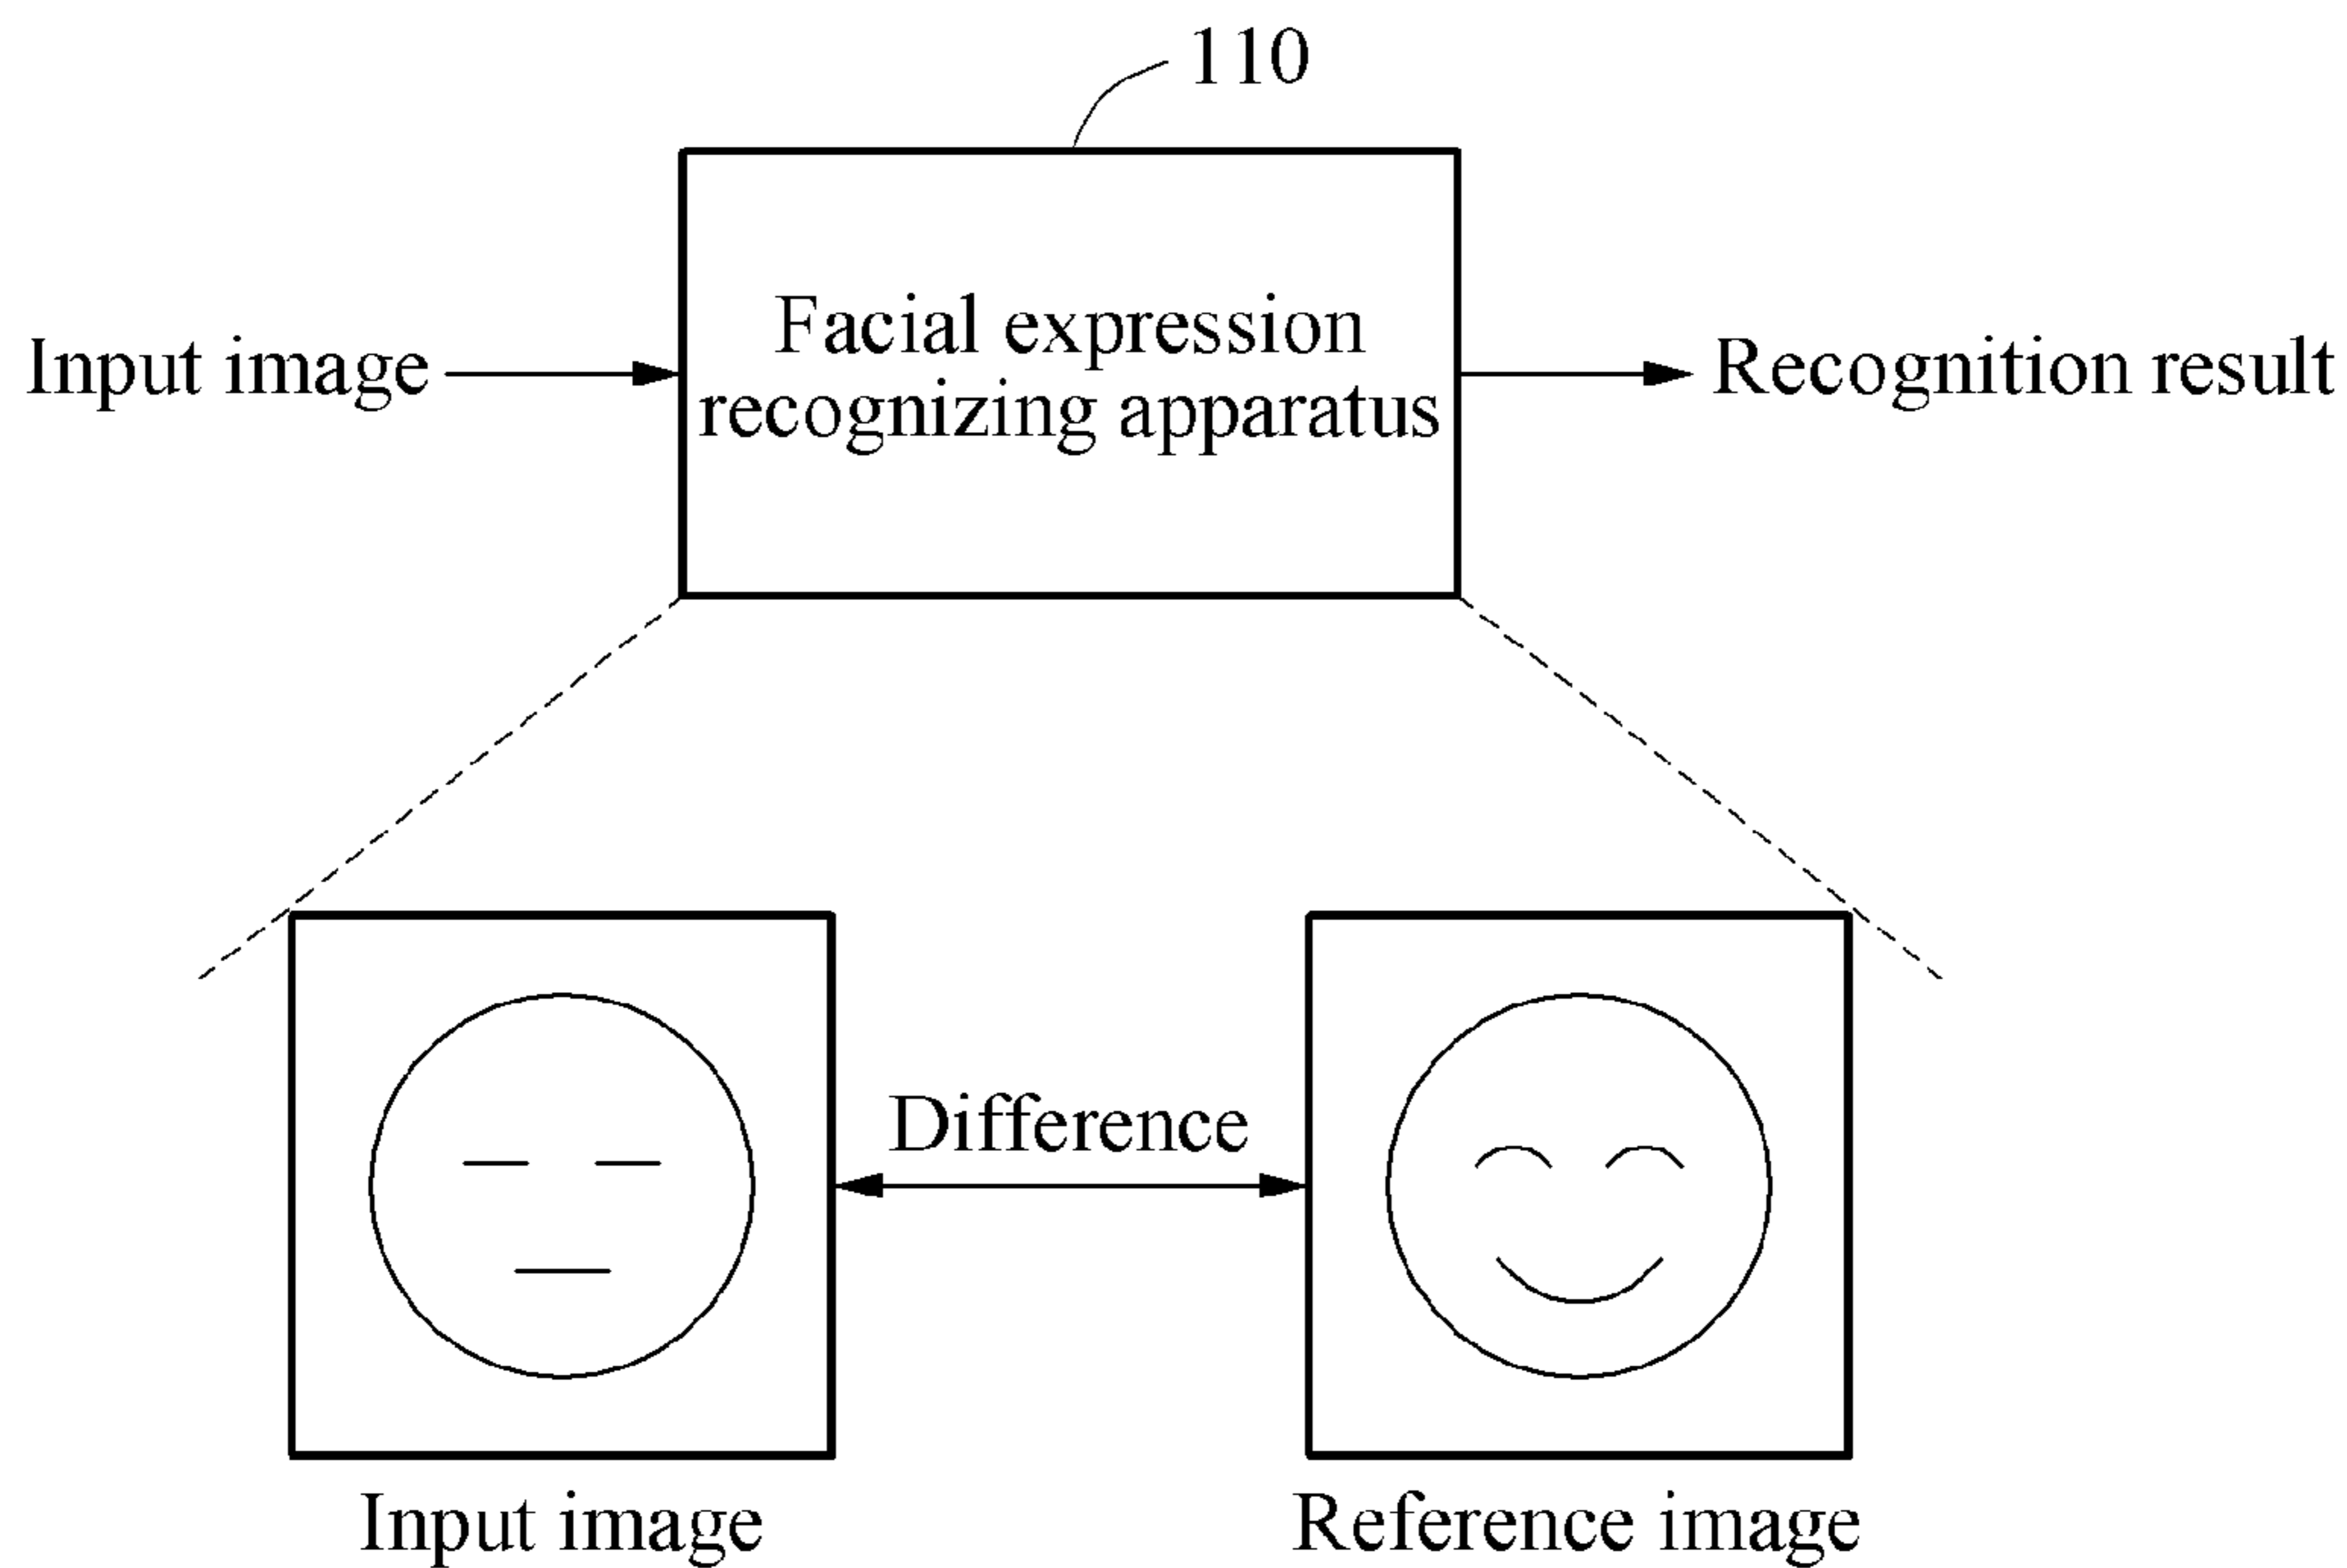 110
Input image
Facial expression
recognizing apparatus
Recognition result
Difference
Input image
Reference image